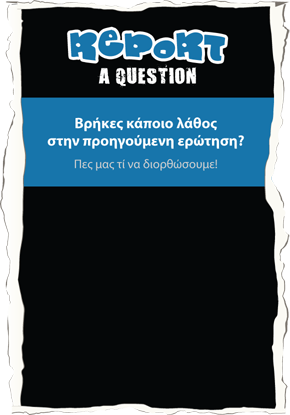 REPORT
A QUESTION
Βρήκες κάποιο λάθος
στην προηγούμενη ερώτηση?
Πες μας τί να διορθώσουμε!